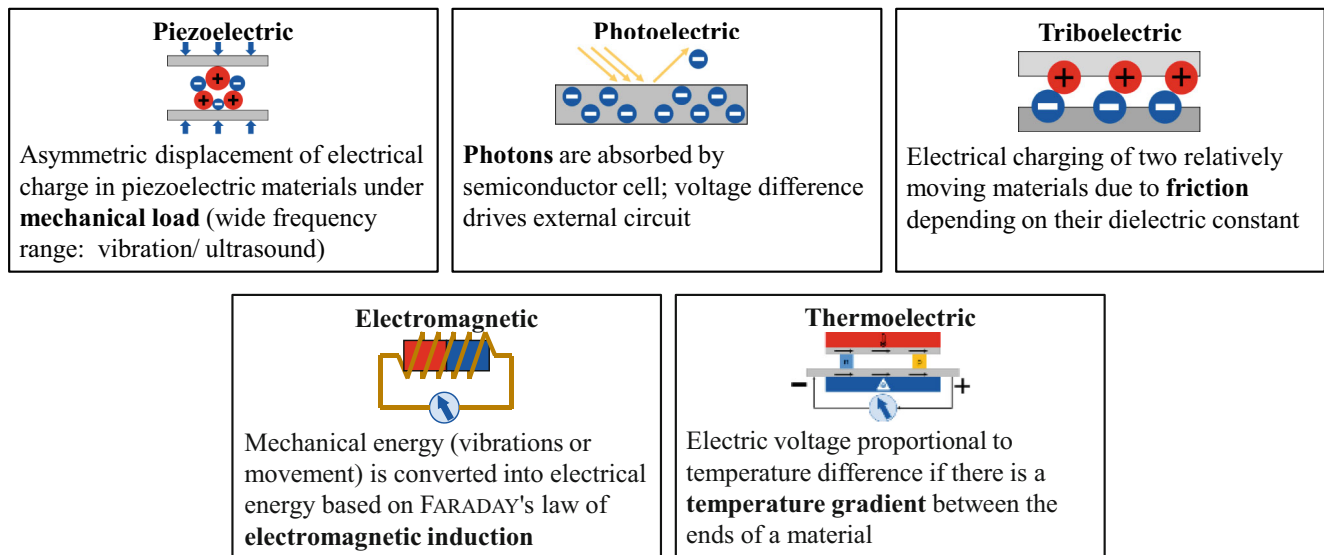 Piezoelectric
Asymmetric displacement of electrical
charge in piezoelectric materials under
mechanical load (wide frequency
range: vibration/ ultrasound)
Photoelectric
Photons are absorbed by
semiconductor cell; voltage difference
drives external circuit
Triboelectric
Electrical charging of two relatively
moving materials due to friction
depending on their dielectric constant
Electromagnetic
Mechanical energy (vibrations or
movement) is converted into electrical
energy based on FARADAY's law of
electromagnetic induction
Thermoelectric
Electric voltage proportional to
temperature difference if there is a
temperature gradient between the
ends of a material